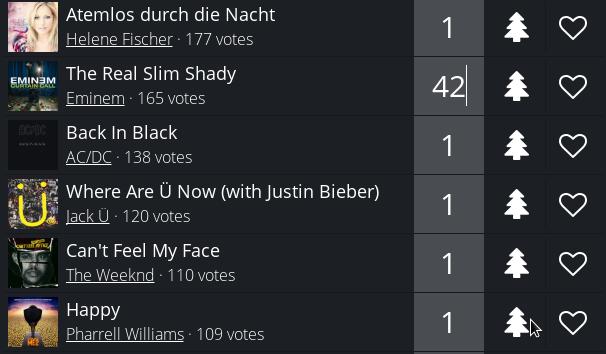 Atemlos durch die Nacht
Helene Fischer · 177 votes
1
The Real Slim Shady
Eminem · 165 votes
42
EMINƎM
CURTAIN CALL
Back In Black
AC/DC · 138 votes
1
AC/DC
Where Are Ü Now (with Justin Bieber)
Jack Ü · 120 votes
1
Ü
Can't Feel My Face
The Weeknd · 110 votes
1
Happy
Pharrell Williams · 109 votes
1
ME2